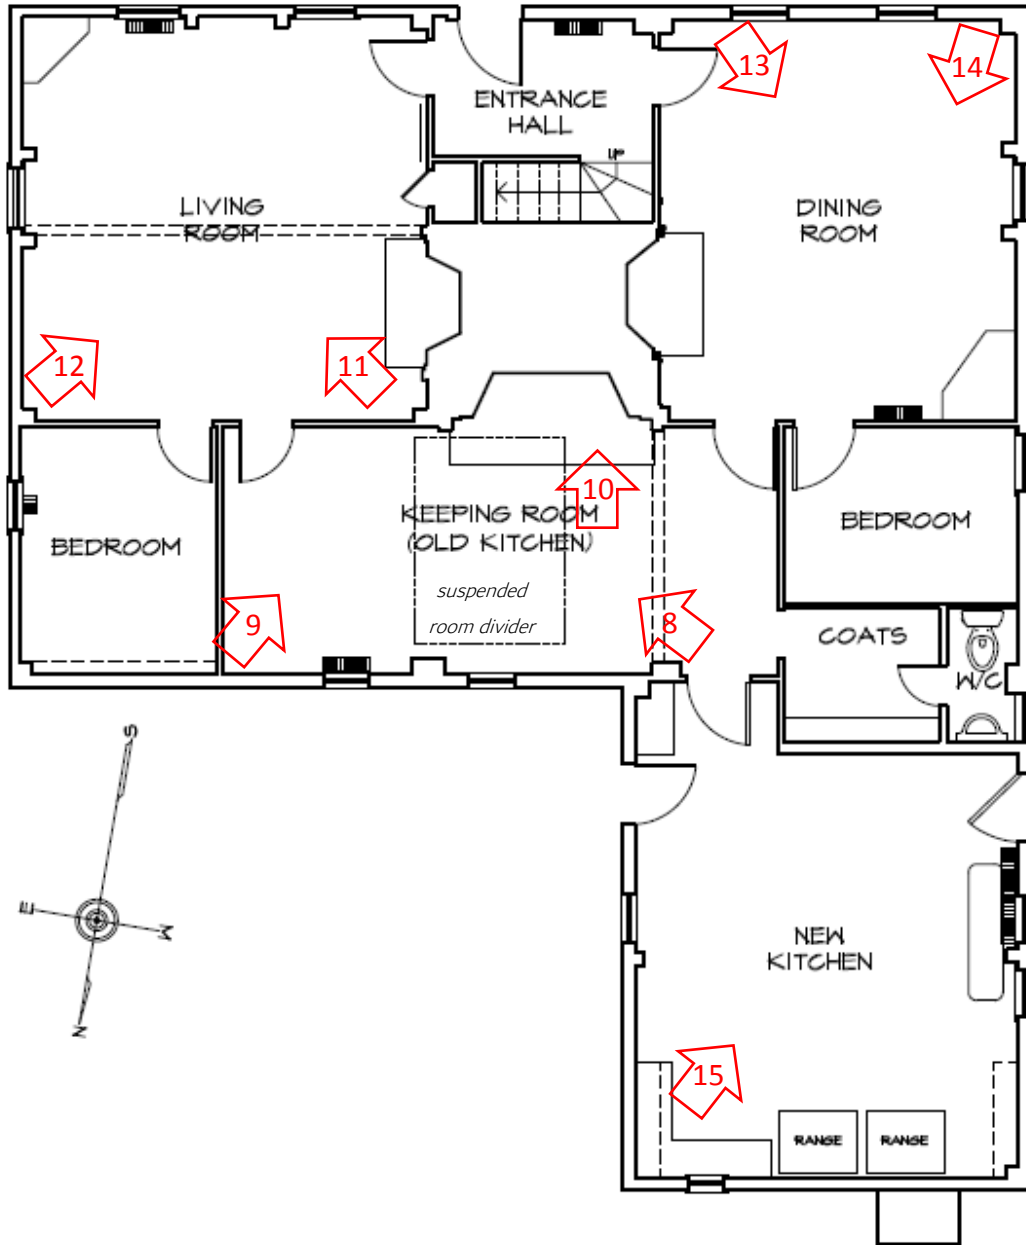 13
14
ENTRANCE
HALL
UP
LIVING
ROOM
DINING
ROOM
12
11
10
KEEPING ROOM
(OLD KITCHEN)
BEDROOM
BEDROOM
suspended
room divider
9
8
COATS
W/C
S
E
W
N
NEW
KITCHEN
15
RANGE
RANGE